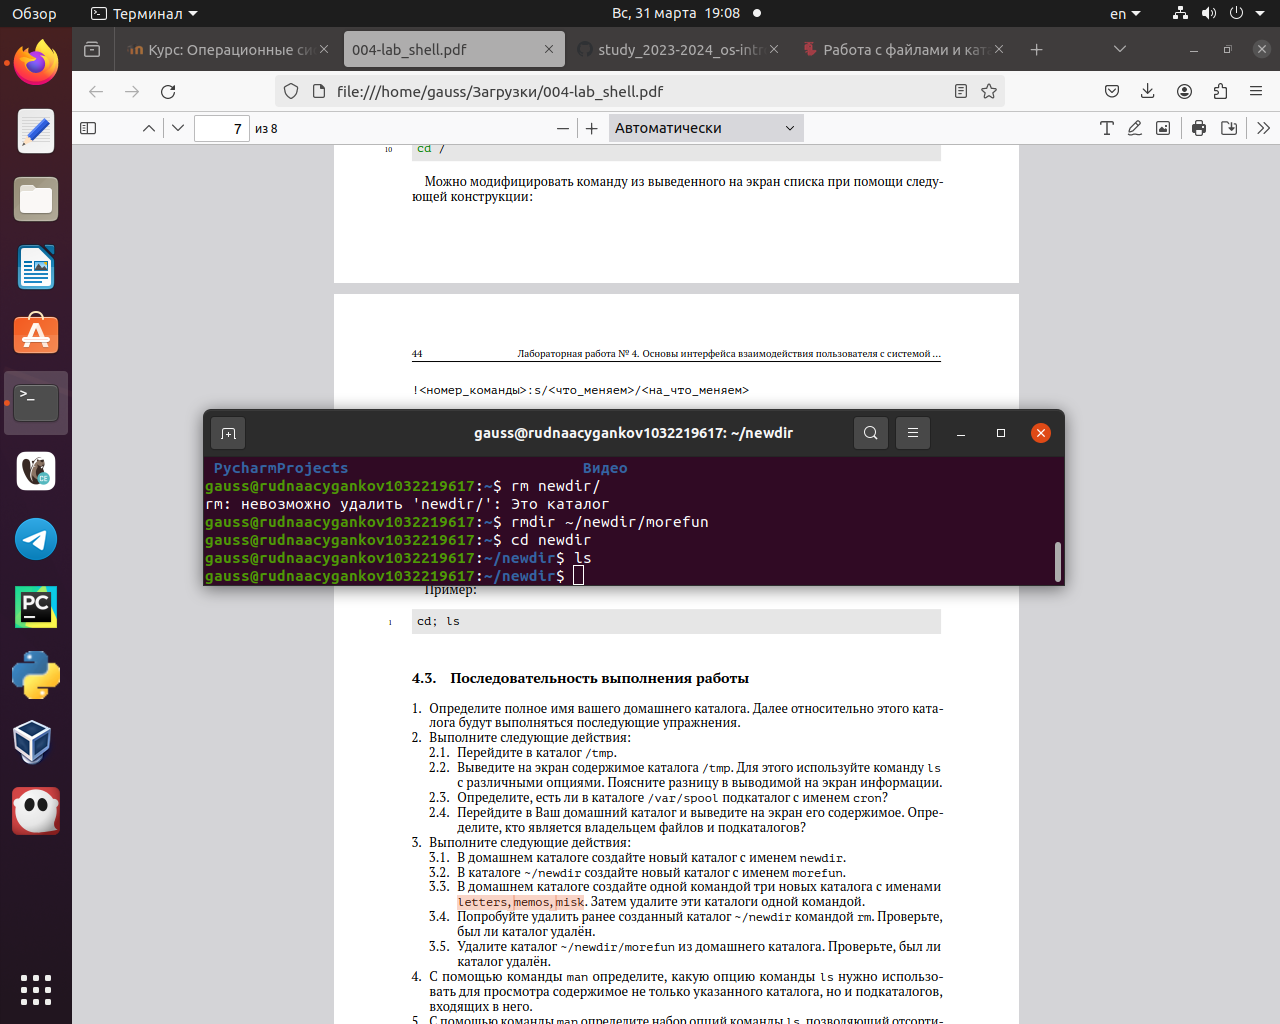 Обзор
Терминал
Вс, 31 марта 19:08
en
Курс: Операционные си
004-lab_shell.pdf
study_2023-2024_os-intr
Работа с файлами и кат
file:///home/gauss/Загрузки/004-lab_shell.pdf
7
из 8
Автоматически
10 cd /
Можно модифицировать команду из выведенного на экран списка при помощи следу-
ющей конструкции:
44 Лабораторная работа № 4. Основы интерфейса взаимодействия пользователя с системой …
!<номер_команды>:s/<что_меняем>/<на_что_меняем>
gauss@rudnaacygankov1032219617: ~/newdir
PycharmProjects Видео
gauss@rudnaacygankov1032219617:~$ rm newdir/
rm: невозможно удалить 'newdir/': Это каталог
gauss@rudnaacygankov1032219617:~$ rmdir ~/newdir/morefun
gauss@rudnaacygankov1032219617:~$ cd newdir
gauss@rudnaacygankov1032219617:~/newdir$ ls
gauss@rudnaacygankov1032219617:~/newdir$
Пример:
1 cd; ls
4.3. Последовательность выполнения работы
1. Определите полное имя вашего домашнего каталога. Далее относительно этого ката-
лога будут выполняться последующие упражнения.
2. Выполните следующие действия:
2.1. Перейдите в каталог /tmp.
2.2. Выведите на экран содержимое каталога /tmp. Для этого используйте команду ls
с различными опциями. Поясните разницу в выводимой на экран информации.
2.3. Определите, есть ли в каталоге /var/spool подкаталог с именем cron?
2.4. Перейдите в Ваш домашний каталог и выведите на экран его содержимое. Опре-
делите, кто является владельцем файлов и подкаталогов?
3. Выполните следующие действия:
3.1. В домашнем каталоге создайте новый каталог с именем newdir.
3.2. В каталоге ~/newdir создайте новый каталог с именем morefun.
3.3. В домашнем каталоге создайте одной командой три новых каталога с именами
letters, memos, misk. Затем удалите эти каталоги одной командой.
3.4. Попробуйте удалить ранее созданный каталог ~/newdir командой rm. Проверьте,
был ли каталог удалён.
3.5. Удалите каталог ~/newdir/morefun из домашнего каталога. Проверьте, был ли
каталог удалён.
4. С помощью команды man определите, какую опцию команды ls нужно использо-
вать для просмотра содержимое не только указанного каталога, но и подкаталогов,
входящих в него.
5. С помощью команды man определите набор опций команды ls, позволяющий отсорти-